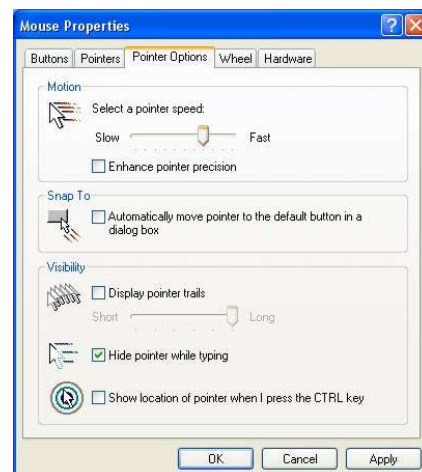 Mouse Properties
Buttons Pointers Pointer Options Wheel Hardware
Motion
Select a pointer speed:
Slow Fast
Enhance pointer precision
Snap To
Automatically move pointer to the default button in a
dialog box
Visibility
Display pointer trails
Short Long
Hide pointer while typing
Show location of pointer when I press the CTRL key
OK Cancel Apply